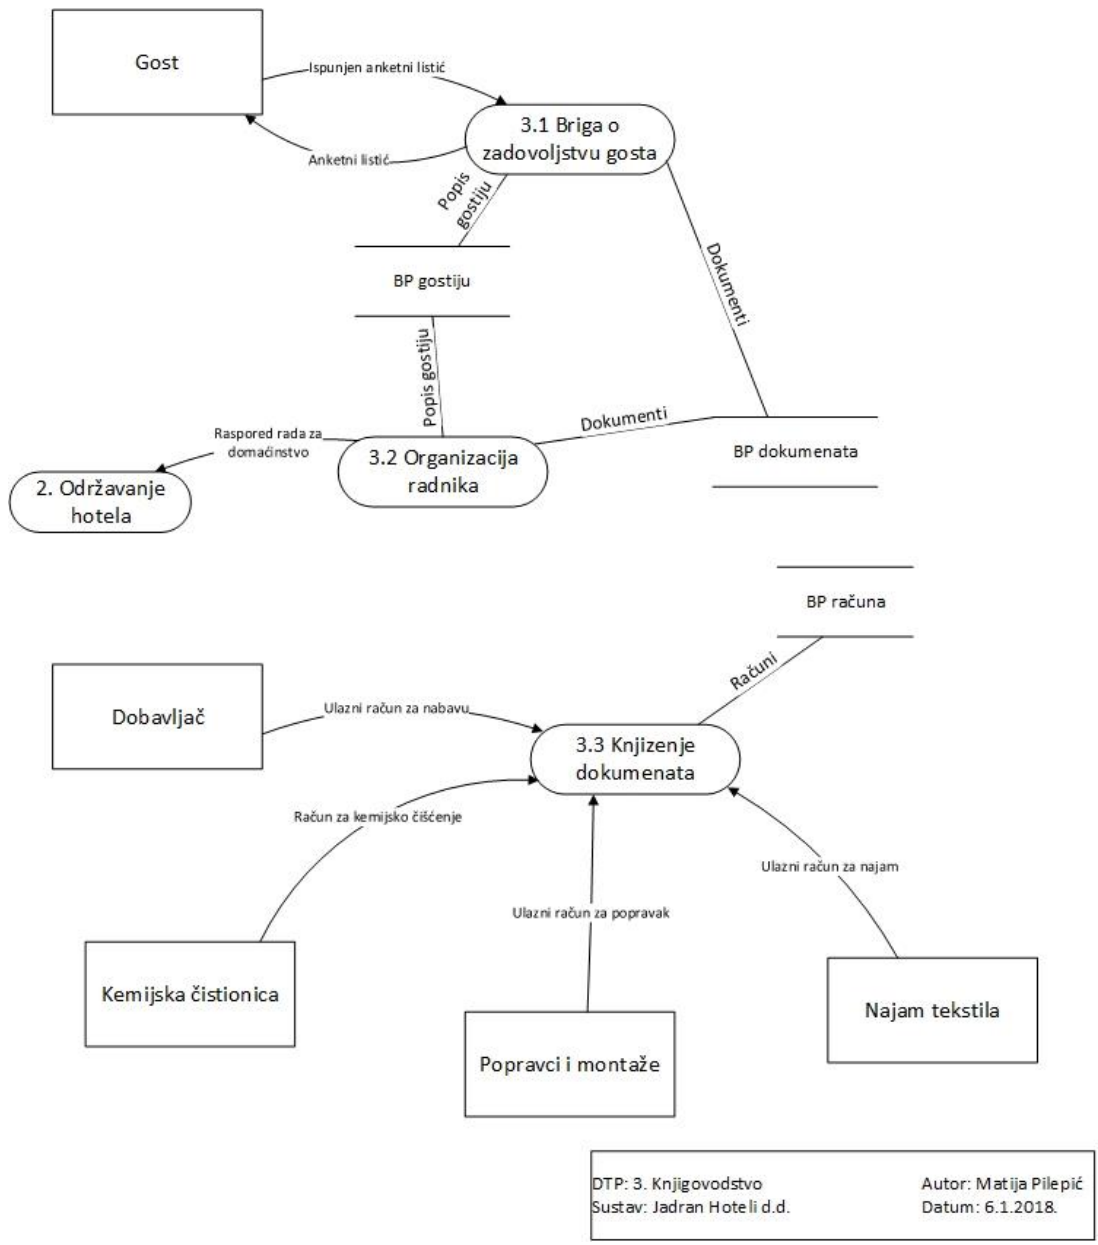 Gost
Ispunjen anketni listić
3.1 Briga o
zadovoljstvu gosta
Anketni listić
Popis
gostiju
BP gostiju
Dokumenti
Popis gostiju
Dokumenti
BP dokumenata
Raspored rada za
domaćinstvo
3.2 Organizacija
radnika
2. Održavanje
hotela
BP računa
Računi
Dobavljač
Ulazni račun za nabavu
3.3 Knjizenje
dokumenata
Račun za kemijsko čišćenje
Ulazni račun za najam
Ulazni račun za popravak
Kemijska čistionica
Najam tekstila
Popravci i montaže
DTP: 3. Knjigovodstvo Autor: Matija Pilepić
Sustav: Jadran Hoteli d.d. Datum: 6.1.2018.